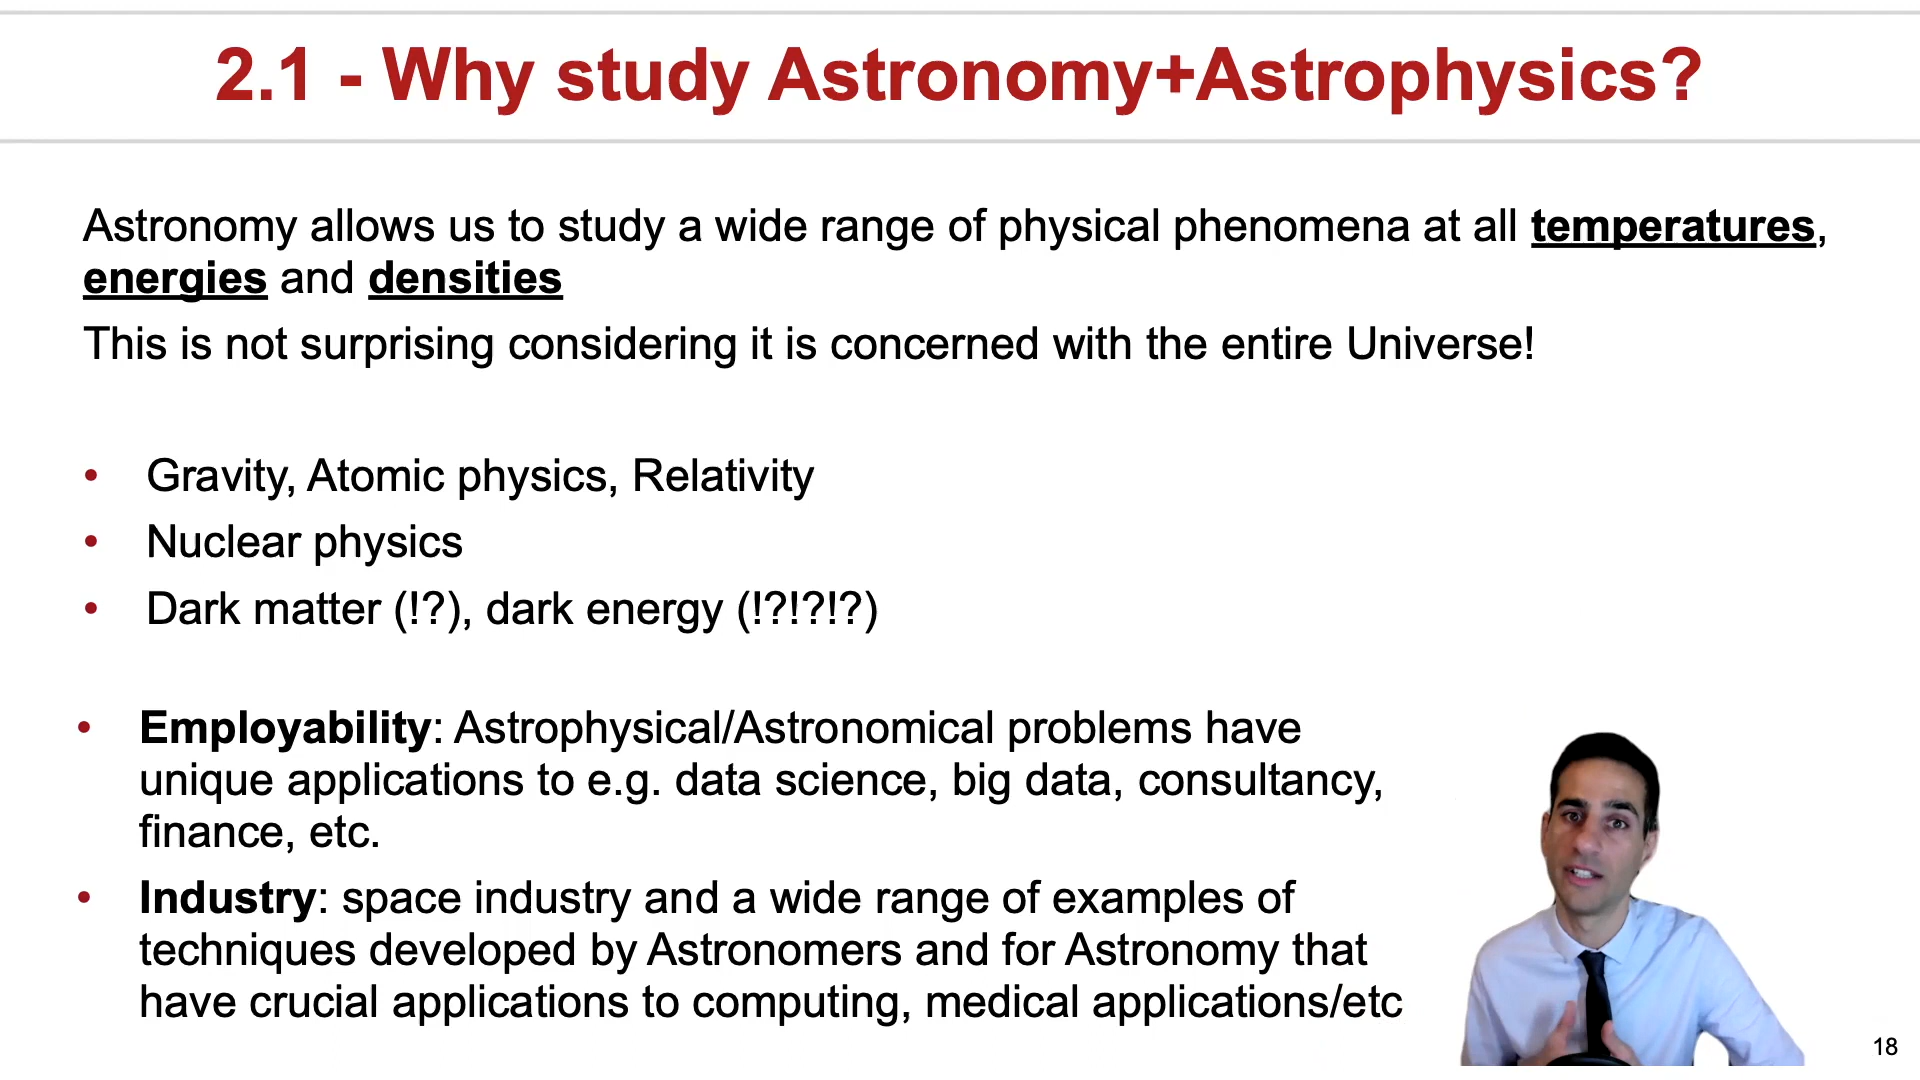 2.1 - Why study Astronomy+Astrophysics?
Astronomy allows us to study a wide range of physical phenomena at all temperatures,
energies and densities
This is not surprising considering it is concerned with the entire Universe!
• Gravity, Atomic physics, Relativity
• Nuclear physics
• Dark matter (!?), dark energy (!?!?!?)
• Employability: Astrophysical/Astronomical problems have
unique applications to e.g. data science, big data, consultancy,
finance, etc.
• Industry: space industry and a wide range of examples of
techniques developed by Astronomers and for Astronomy that
have crucial applications to computing, medical applications/etc
18